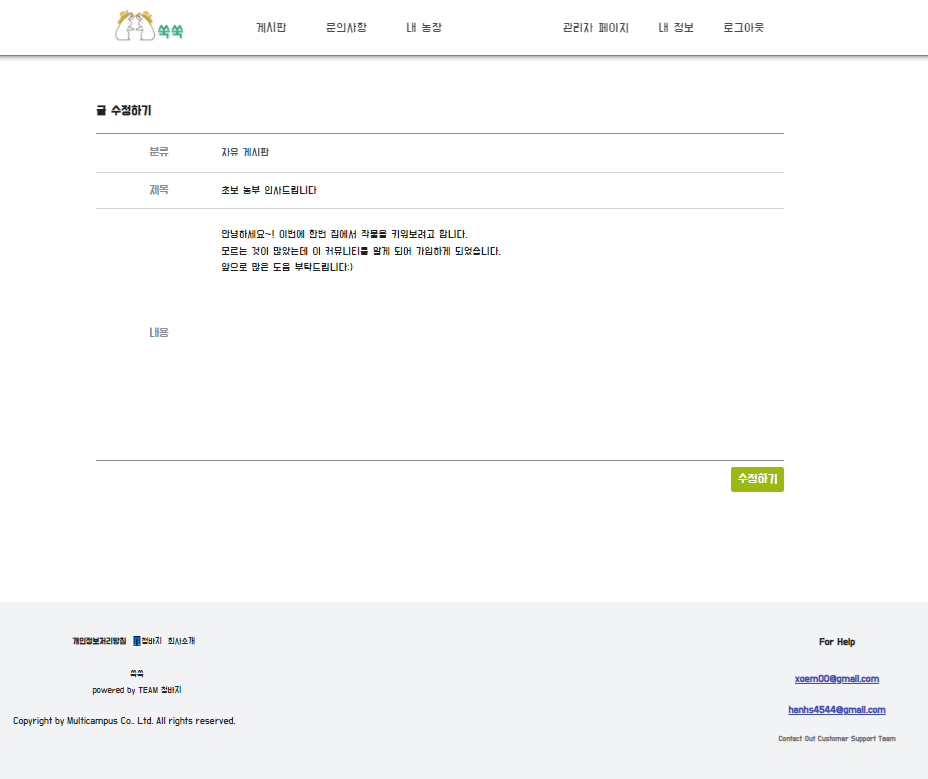 쑥쑥
게시판 문의사항 내 농장 관리자 페이지 내 정보 로그아웃
글 수정하기
분류 자유 게시판
제목 초보 농부 인사드립니다
내용
안녕하세요~! 이번에 한번 집에서 작물을 키워보려고 합니다.
모르는 것이 많았는데 이 커뮤니티를 알게 되어 가입하게 되었습니다.
앞으로 많은 도움 부탁드립니다:)
수정하기
개인정보처리방침 👖청바지 회사소개
쑥쑥
powered by TEAM 청바지
Copyright by Multicampus Co.. Ltd. All rights reserved.
For Help
xoem00@gmail.com
hanhs4544@gmail.com
Contact Out Customer Support Team